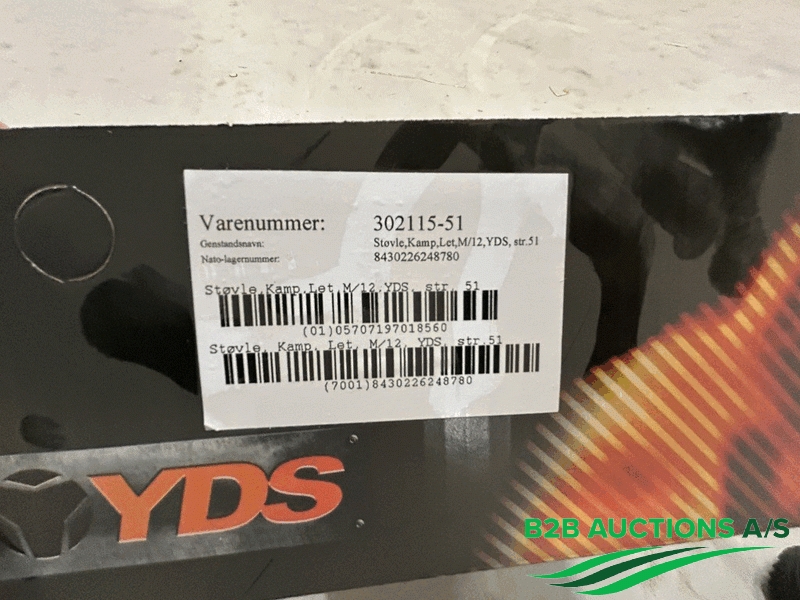 Varenummer: 302115-51
Genstandsnavn: Støvle,Kamp,Let,M/12,YDS, str.51
Nato-lagernummer: 8430226248780
Støvle,Kamp,Let,M/12,YDS, str, 51
(01)05707197018560
Støvle, Kamp, Let, M/12, YDS, str.51
(7001)8430226248780
YDS
B2B AUCTIONS A/S